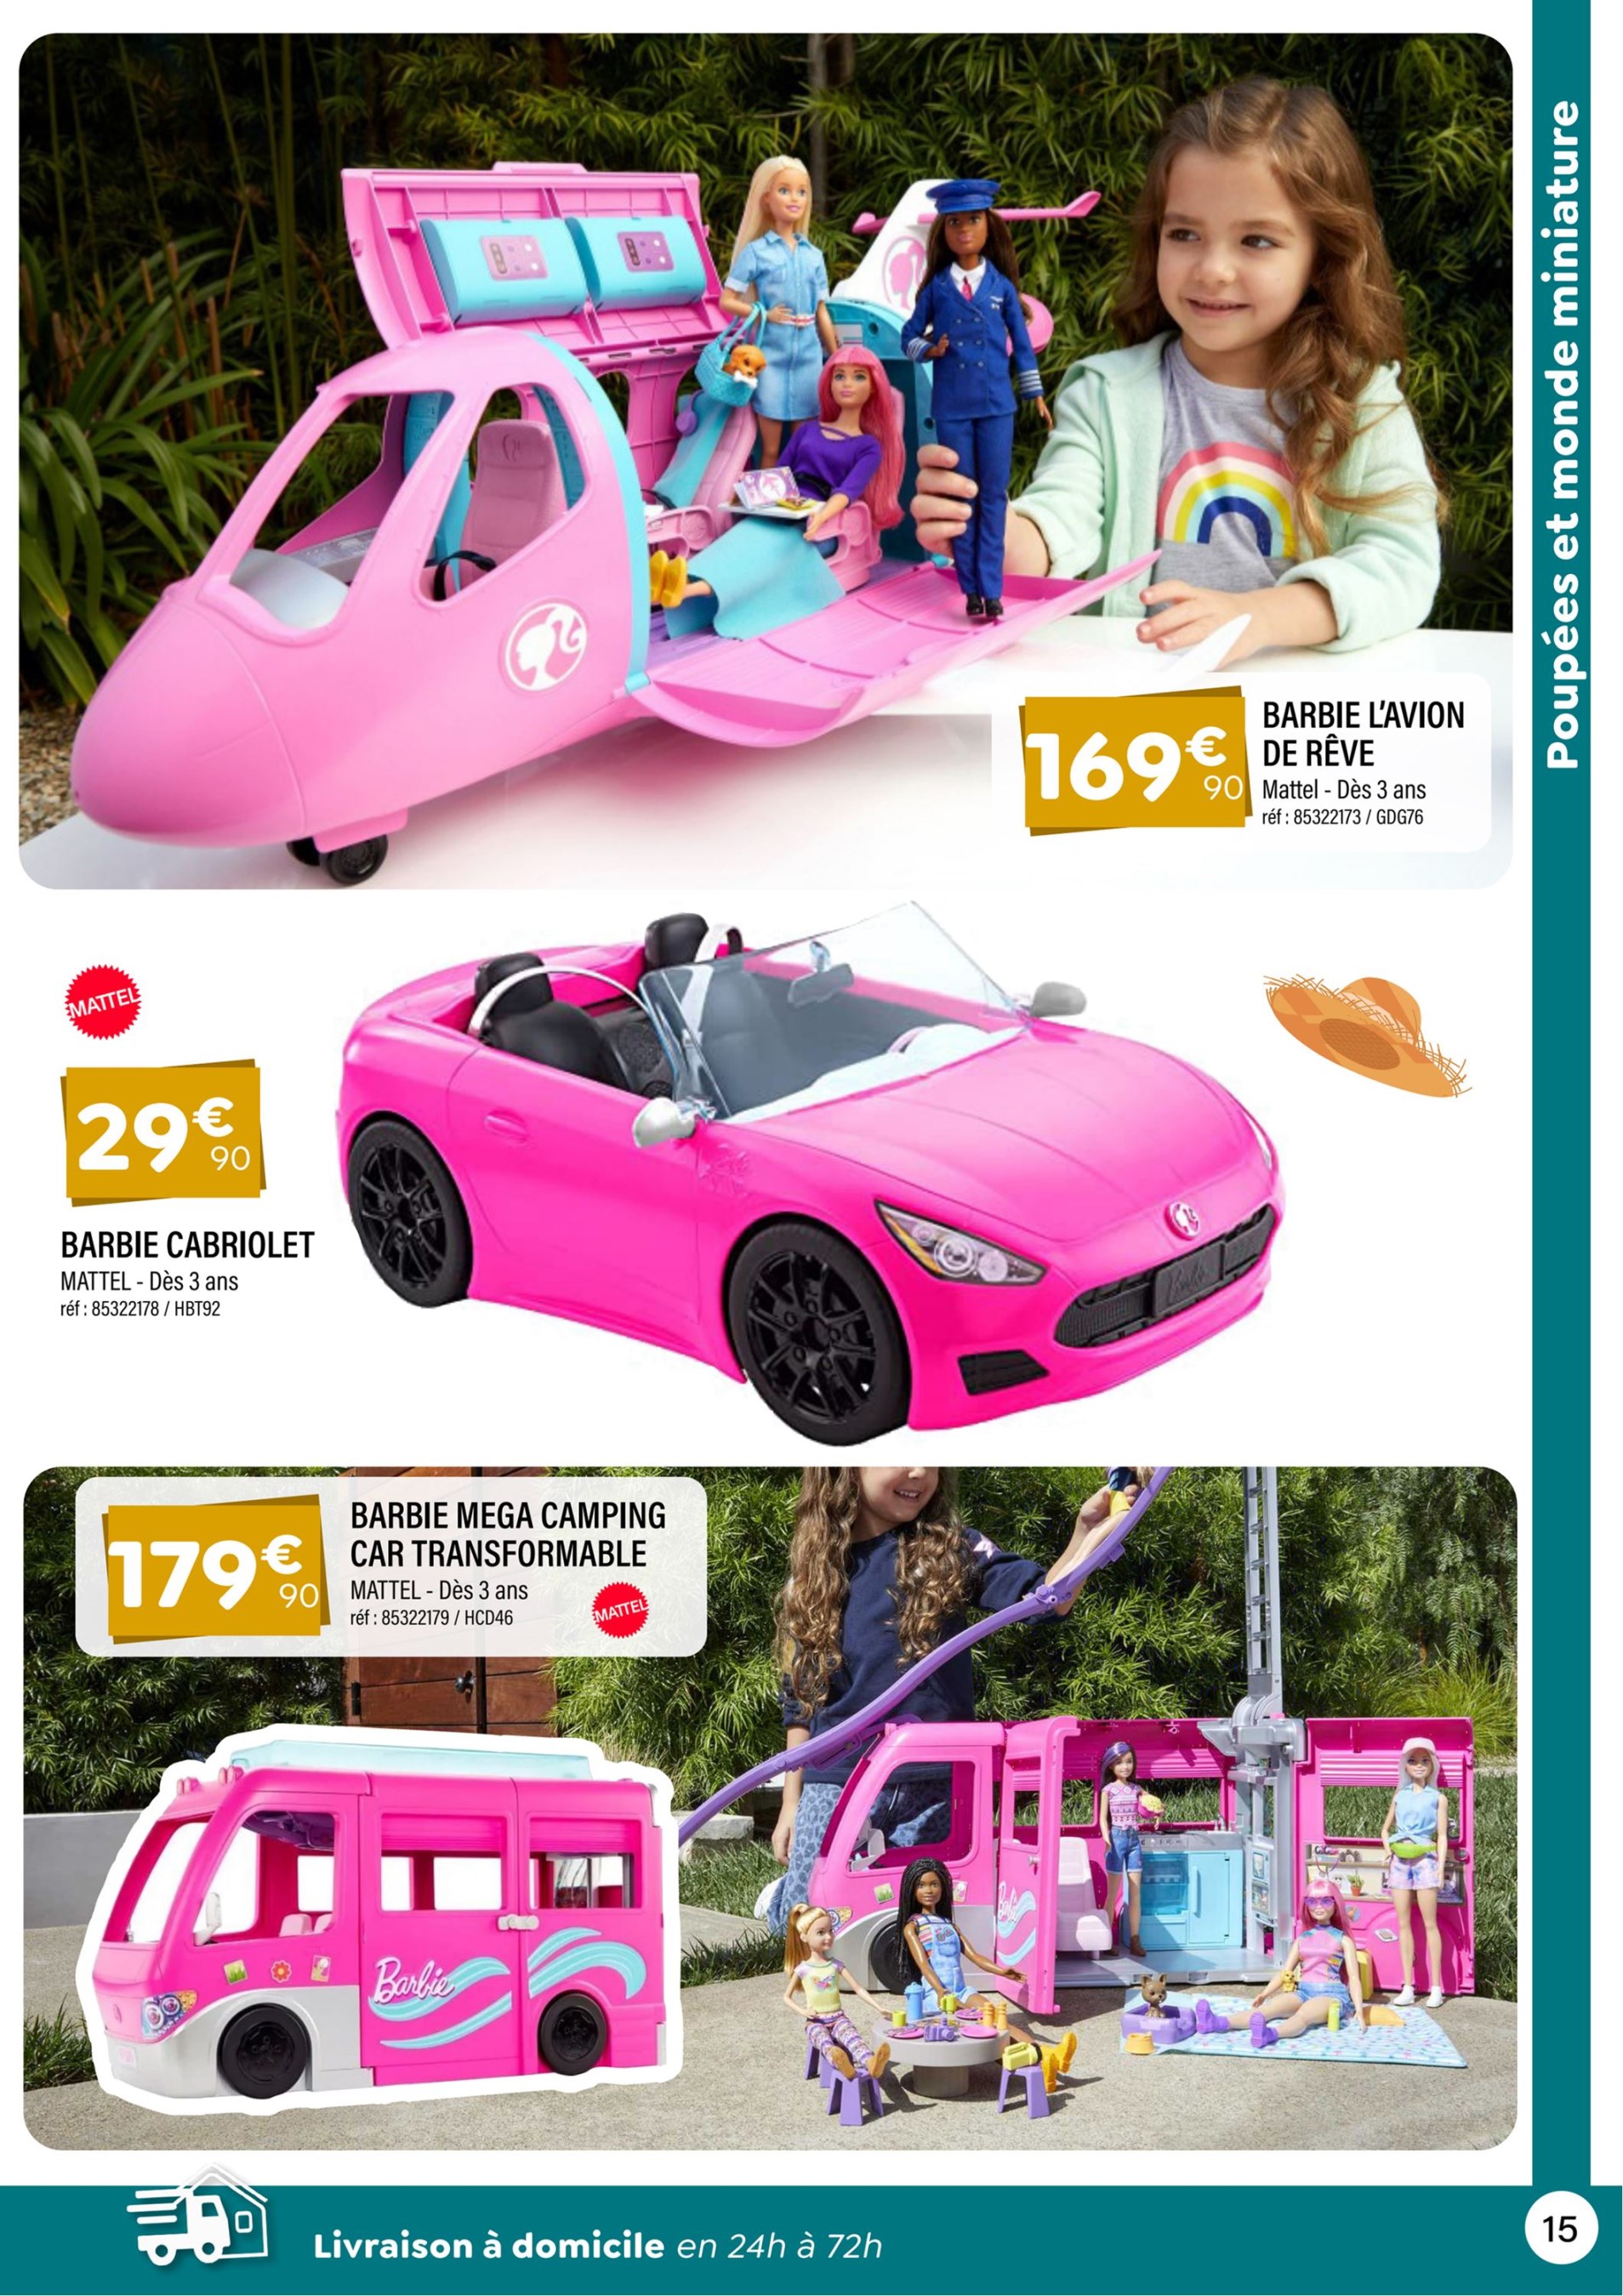 Poupées et monde miniature
169€90
BARBIE L'AVION
DE RÊVE
Mattel - Dès 3 ans
réf : 85322173 / GDG76
MATTEL
29€90
BARBIE CABRIOLET
MATTEL - Dès 3 ans
réf : 85322178 / HBT92
Barbie
179€90
BARBIE MEGA CAMPING
CAR TRANSFORMABLE
MATTEL - Dès 3 ans
réf : 85322179 / HCD46
MATTEL
Barbie
Barbie
Livraison à domicile en 24h à 72h
15